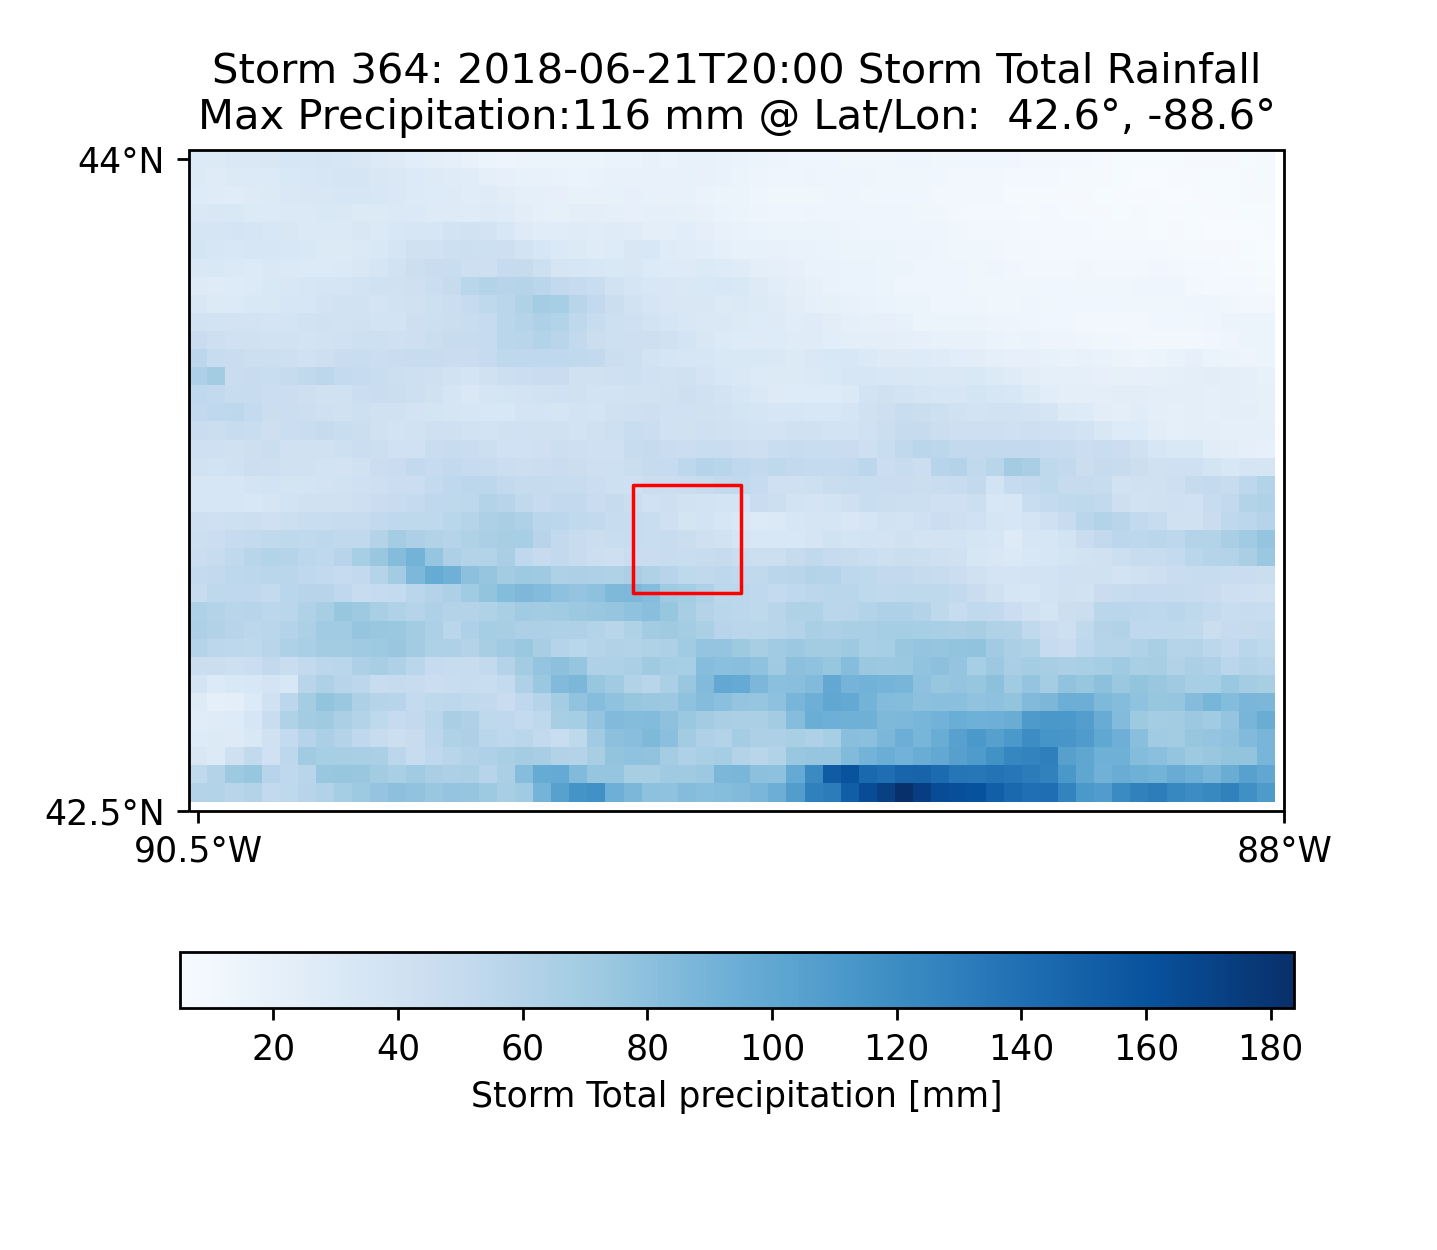 Storm 364: 2018-06-21T20:00 Storm Total Rainfall
Max Precipitation:116 mm @ Lat/Lon:  42.6°, -88.6°
44°N
42.5°N
90.5°W 88°W
20 40 60 80 100 120 140 160 180
Storm Total precipitation [mm]